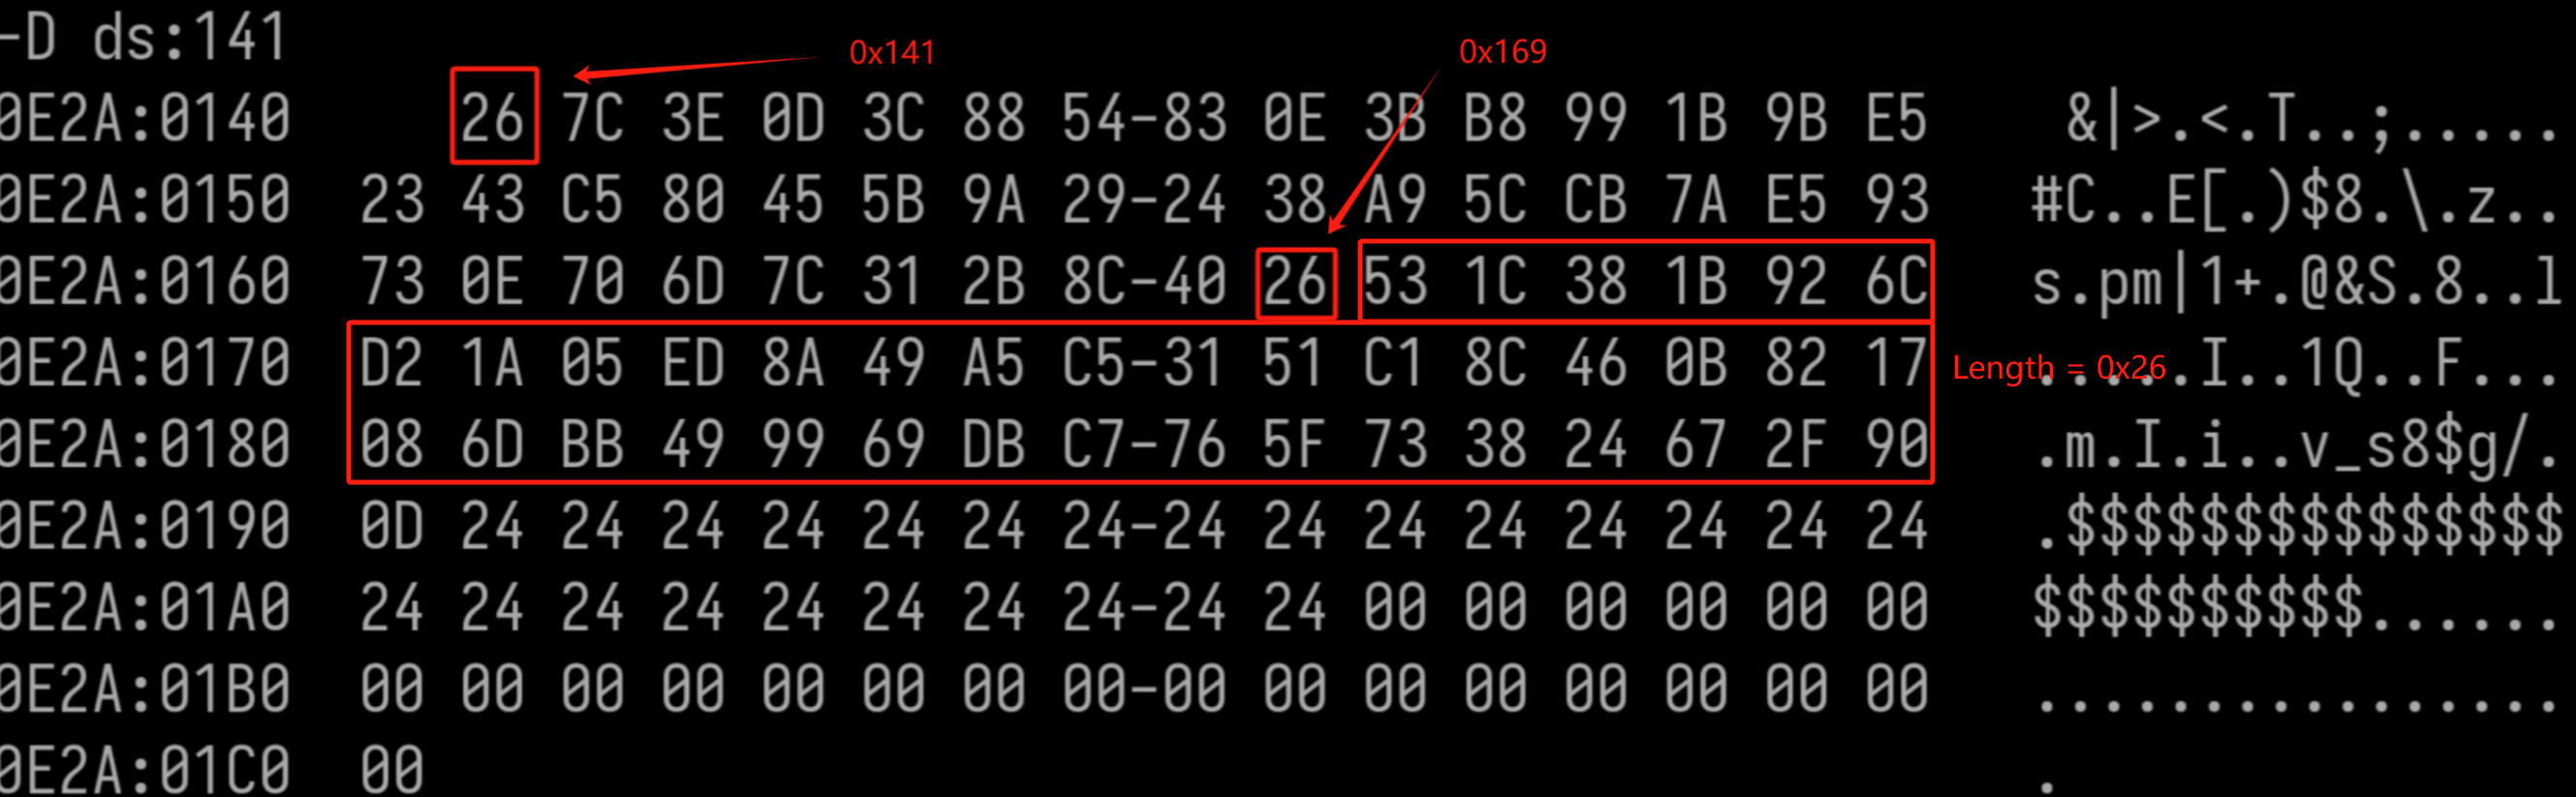 -D ds:141
0x141
0x169
0E2A:0140 26 7C 3E 0D 3C 88 54-83 0E 3B B8 99 1B 9B E5 &|>.<.T..;.....
0E2A:0150 23 43 C5 80 45 5B 9A 29-24 38 A9 5C CB 7A E5 93 #C..E[.)$8.\.z..
0E2A:0160 73 0E 70 6D 7C 31 2B 8C-40 26 53 1C 38 1B 92 6C s.pm|1+.@&S.8..l
0E2A:0170 D2 1A 05 ED 8A 49 A5 C5-31 51 C1 8C 46 0B 82 17 .....I..1Q..F...
Length = 0x26
0E2A:0180 08 6D BB 49 99 69 DB C7-76 5F 73 38 24 67 2F 90 .m.I.i..v_s8$g/.
0E2A:0190 0D 24 24 24 24 24 24 24-24 24 24 24 24 24 24 24 .$$$$$$$$$$$$$$$
0E2A:01A0 24 24 24 24 24 24 24 24-24 24 00 00 00 00 00 00 $$$$$$$$$$......
0E2A:01B0 00 00 00 00 00 00 00 00-00 00 00 00 00 00 00 00 ................
0E2A:01C0 00 .